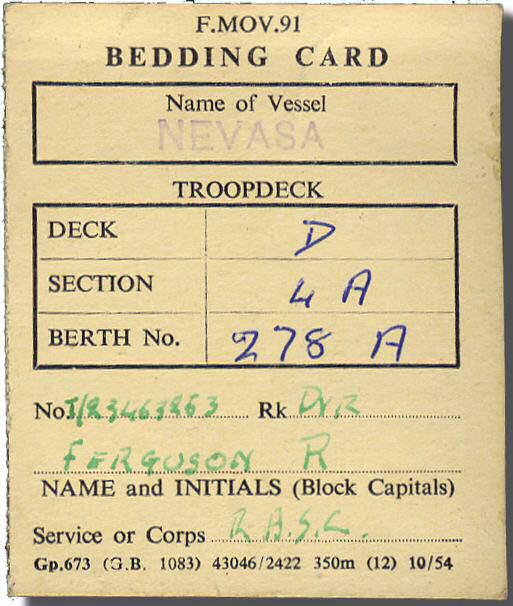 F.MOV.91
BEDDING CARD
Name of Vessel
NEVASA
TROOPDECK
DECK D
SECTION 4 A
BERTH No. 278 A
No. T/23463263 Rk DVR
FERGUSON R
NAME and INITIALS (Block Capitals)
Service or Corps R.A.S.C.
Gp.673 (G.B. 1083) 43046/2422 350m (12) 10/54